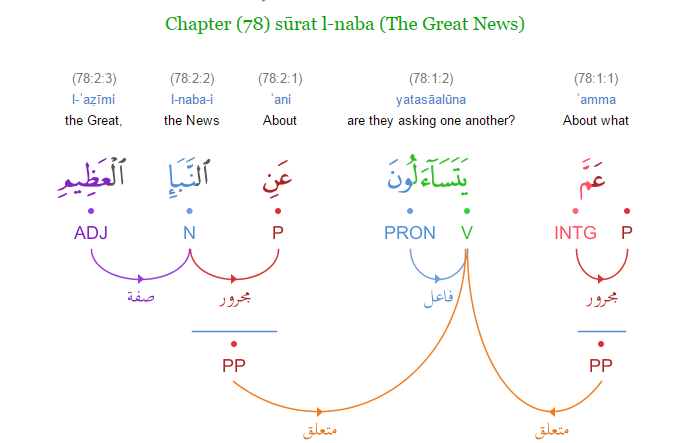 Chapter (78) sūrat l-naba (The Great News)
(78:2:3) (78:2:2) (78:2:1) (78:1:2) (78:1:1)
l-ʿaẓīmi l-naba-i ʿani yatasāalūna ʿamma
the Great, the News About are they asking one another? About what
عَمَّ يَتَسَآءَلُونَ عَنِ ٱلنَّبَإِ ٱلْعَظِيمِ
ADJ N P PRON V INTG P
صفة مجرور فاعل مجرور
PP PP
متعلق متعلق